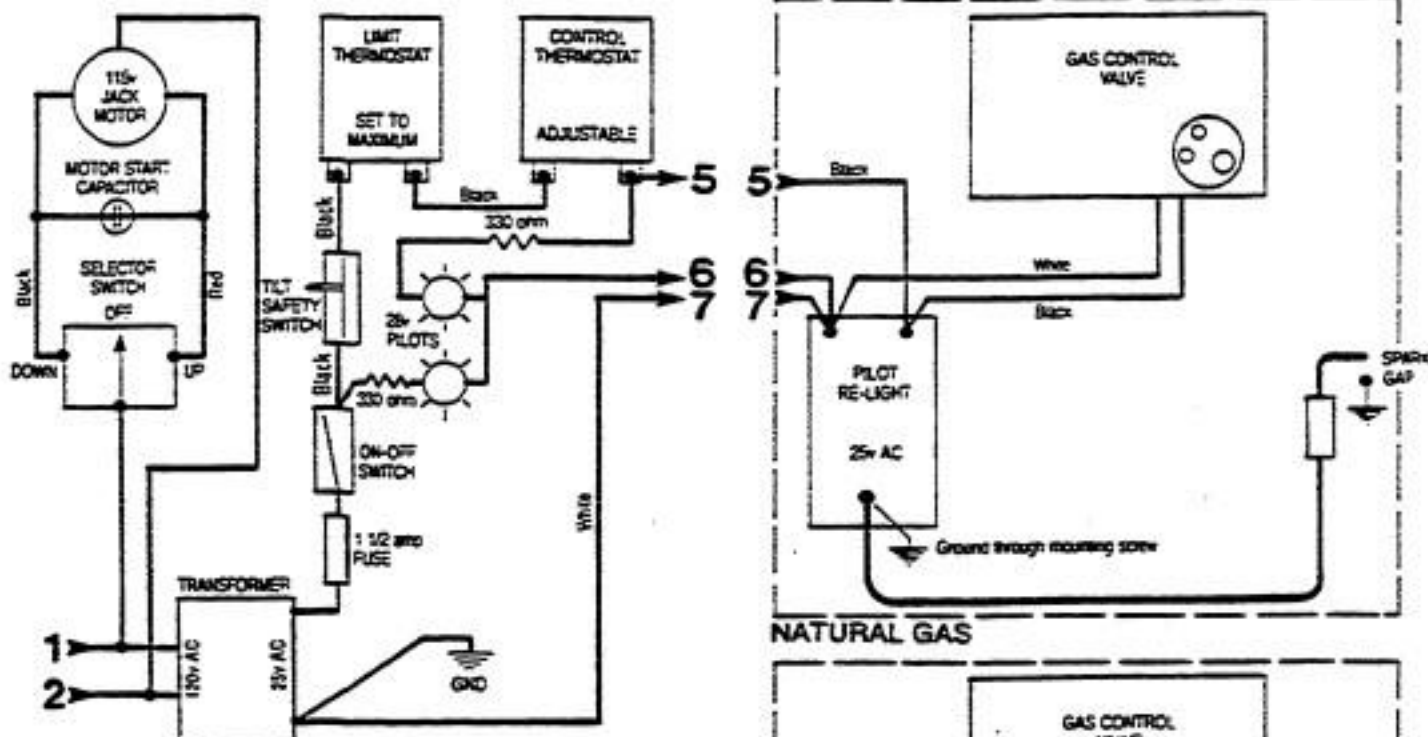 115v
JACK
MOTOR
MOTOR START
CAPACITOR
Black
Red
SELECTOR
SWITCH
OFF
DOWN
UP
LIMIT
THERMOSTAT
SET TO
MAXIMUM
CONTROL
THERMOSTAT
ADJUSTABLE
Black
Black
330 ohm
TILT
SAFETY
SWITCH
28v
PILOTS
Black
330 ohm
ON-OFF
SWITCH
1 1/2 amp
FUSE
White
TRANSFORMER
120v AC
25v AC
GND
1
2
5
6
7
5
6
7
GAS CONTROL
VALVE
Black
White
Black
PILOT
RE-LIGHT
25v AC
SPARK
GAP
Ground through mounting screw
NATURAL GAS
GAS CONTROL